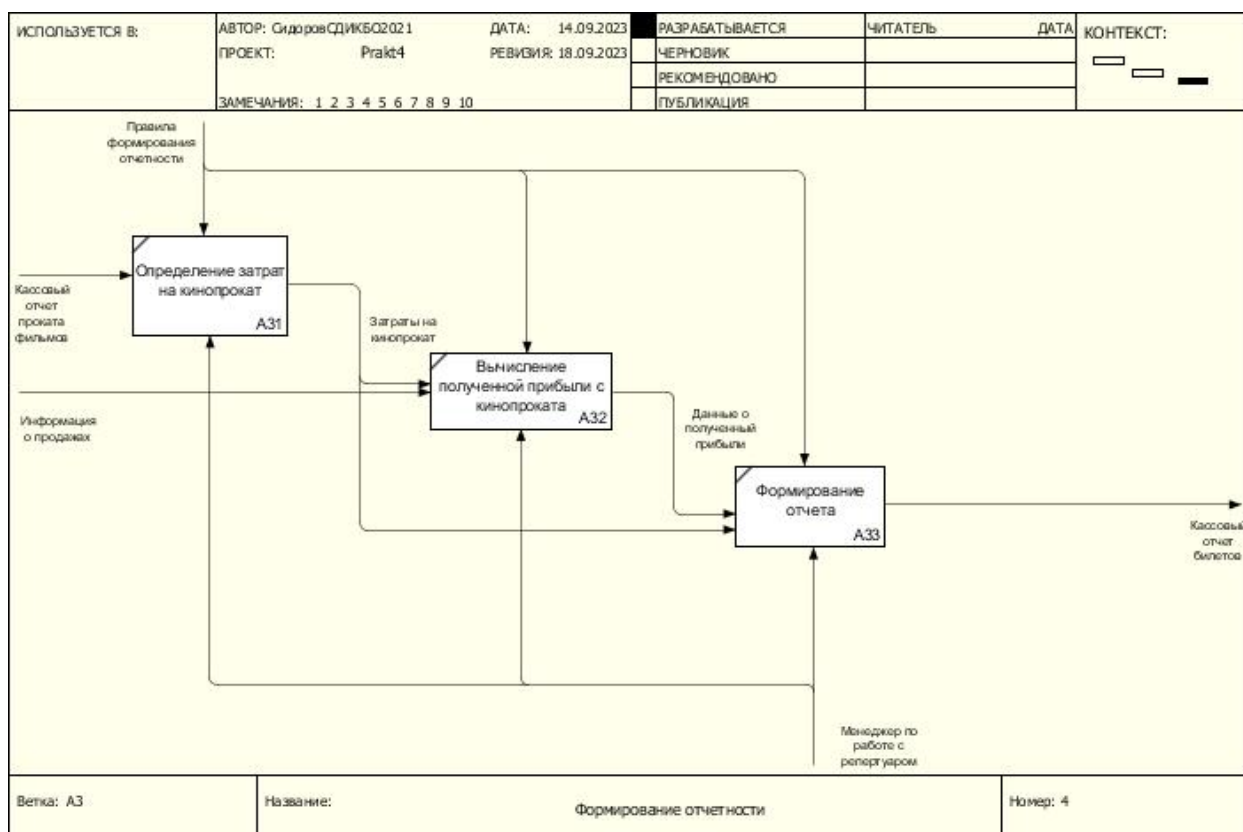 ИСПОЛЬЗУЕТСЯ В:
АВТОР: СидоровСДИКБО2021
ДАТА: 14.09.2023
ПРОЕКТ: Prakt4
РЕВИЗИЯ: 18.09.2023
ЗАМЕЧАНИЯ: 1 2 3 4 5 6 7 8 9 10
РАЗРАБАТЫВАЕТСЯ
ЧЕРНОВИК
РЕКОМЕНДОВАНО
ПУБЛИКАЦИЯ
ЧИТАТЕЛЬ
ДАТА
КОНТЕКСТ:
Правила
формирования
отчетности
Определение затрат
на кинопрокат
A31
Кассовый
отчет
проката
фильмов
Затраты на
кинопрокат
Вычисление
полученной прибыли с
кинопроката
A32
Информация
о продажах
Данные о
полученный
прибыли
Формирование
отчета
A33
Кассовый
отчет
билетов
Менеджер по
работе с
репертуаром
Ветка: A3
Название:
Формирование отчетности
Номер: 4